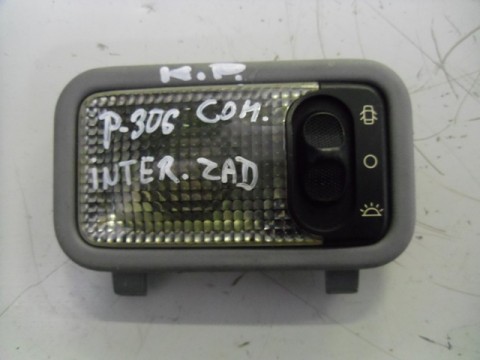 K.P.
P-306 COM.
INTER. ZAD